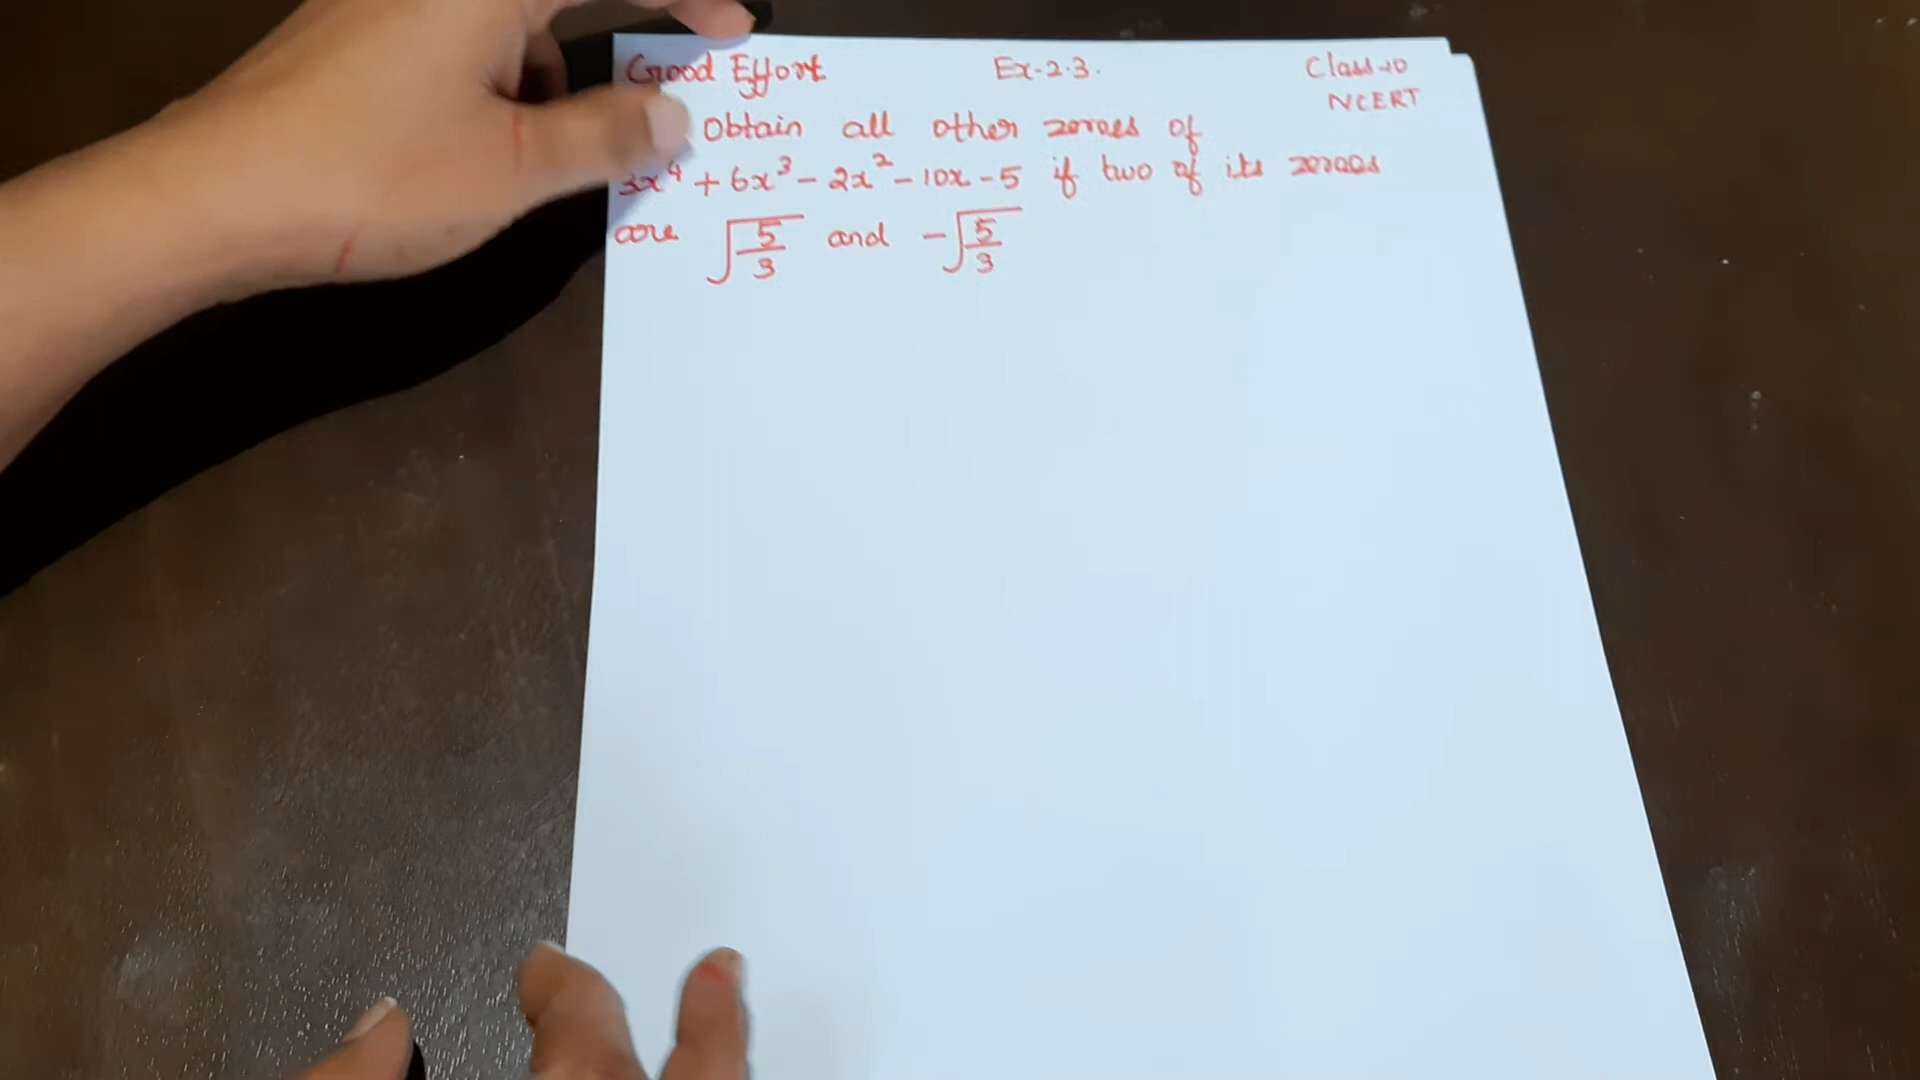 Good Effort Ex-2.3. Class-10
NCERT
Obtain all other zeroes of
3x⁴ + 6x³ - 2x² - 10x - 5 if two of its zeroes
are √(5/3) and -√(5/3)